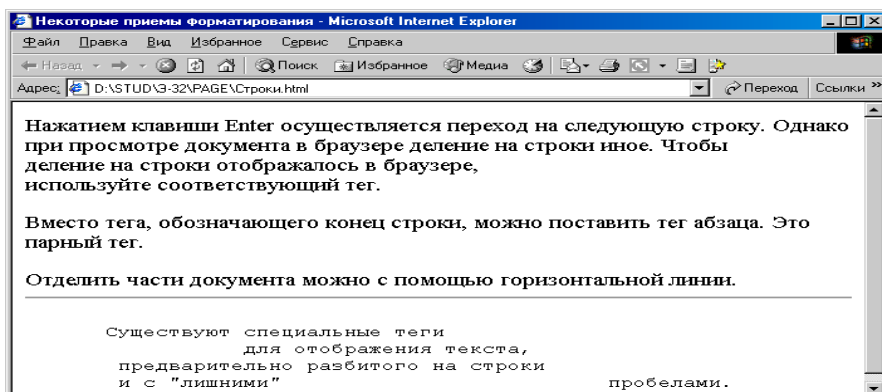 Некоторые приемы форматирования - Microsoft Internet Explorer
Файл Правка Вид Избранное Сервис Справка
Назад Поиск Избранное Медиа
Адрес: D:\STUD\Э-32\PAGE\Строки.html Переход Ссылки »
Нажатием клавиши Enter осуществляется переход на следующую строку. Однако
при просмотре документа в браузере деление на строки иное. Чтобы
деление на строки отображалось в браузере,
используйте соответствующий тег.
Вместо тега, обозначающего конец строки, можно поставить тег абзаца. Это
парный тег.
Отделить части документа можно с помощью горизонтальной линии.
Существуют специальные теги
для отображения текста,
предварительно разбитого на строки
и с "лишними" пробелами.